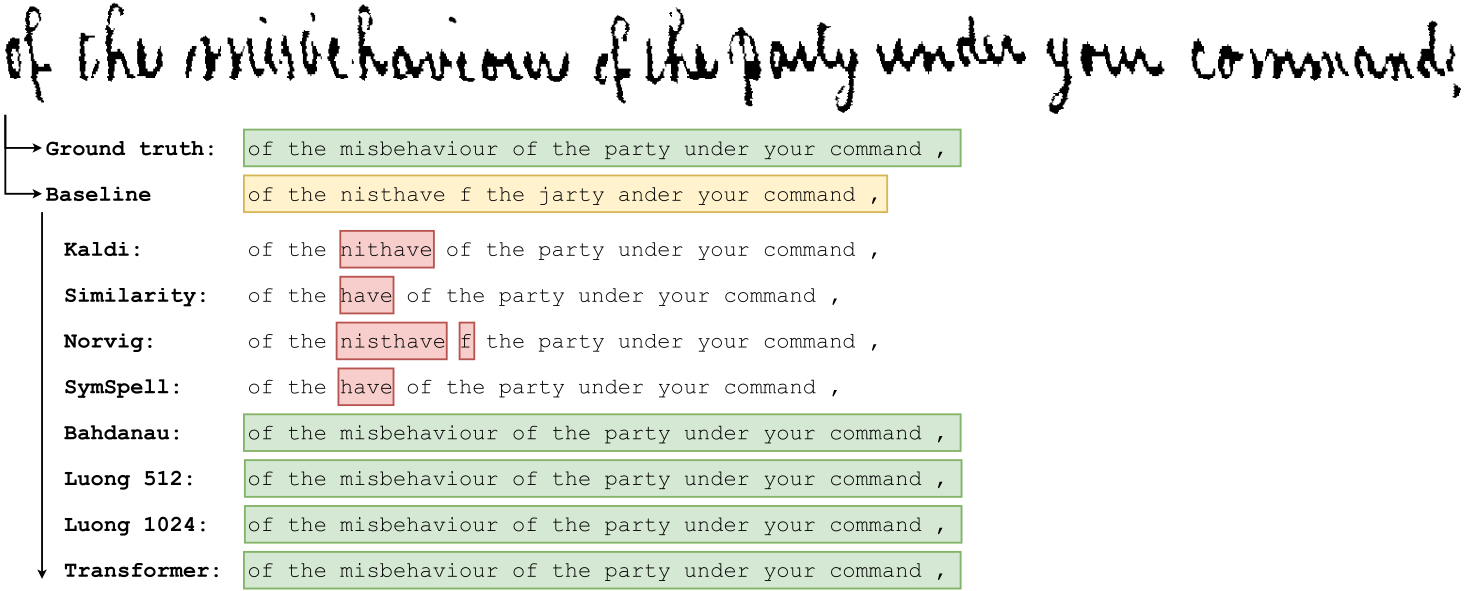 of the misbehaviour of the party under your command,
Ground truth: of the misbehaviour of the party under your command ,
Baseline of the nisthave f the jarty ander your command ,
Kaldi: of the nithave of the party under your command ,
Similarity: of the have of the party under your command ,
Norvig: of the nisthave f the party under your command ,
SymSpell: of the have of the party under your command ,
Bahdanau: of the misbehaviour of the party under your command ,
Luong 512: of the misbehaviour of the party under your command ,
Luong 1024: of the misbehaviour of the party under your command ,
Transformer: of the misbehaviour of the party under your command ,